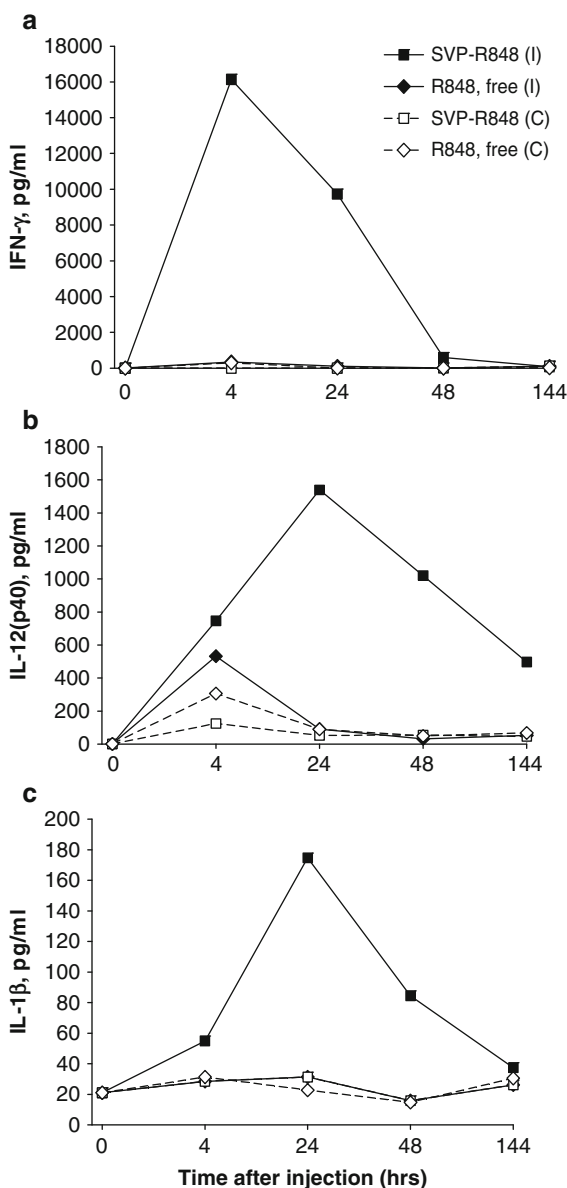 a
SVP-R848 (I)
R848, free (I)
SVP-R848 (C)
R848, free (C)
IFN-γ, pg/ml
18000
16000
14000
12000
10000
8000
6000
4000
2000
0
0 4 24 48 144
b
IL-12(p40), pg/ml
1800
1600
1400
1200
1000
800
600
400
200
0
0 4 24 48 144
c
IL-1β, pg/ml
200
180
160
140
120
100
80
60
40
20
0
0 4 24 48 144
Time after injection (hrs)